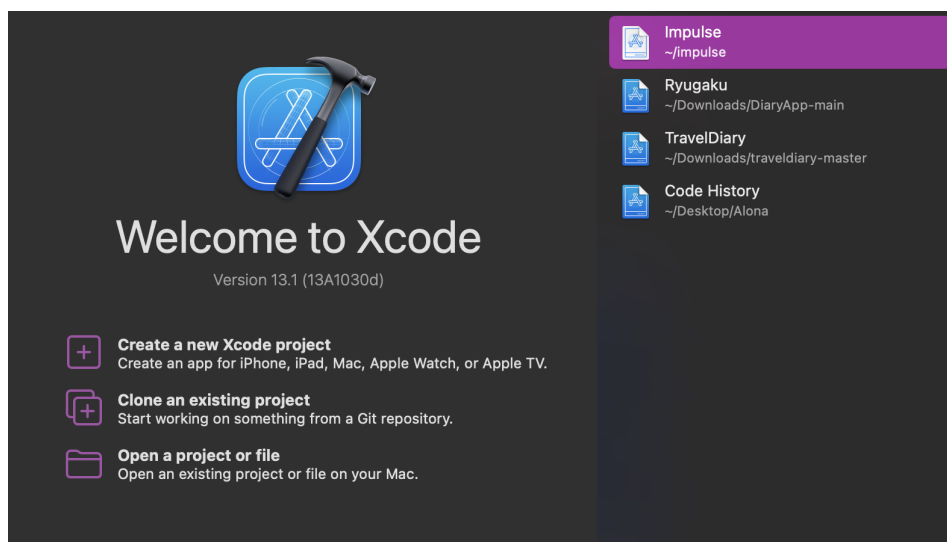 Welcome to Xcode
Version 13.1 (13A1030d)
Create a new Xcode project
Create an app for iPhone, iPad, Mac, Apple Watch, or Apple TV.
Clone an existing project
Start working on something from a Git repository.
Open a project or file
Open an existing project or file on your Mac.
Impulse
~/impulse
Ryugaku
~/Downloads/DiaryApp-main
TravelDiary
~/Downloads/traveldiary-master
Code History
~/Desktop/Alona